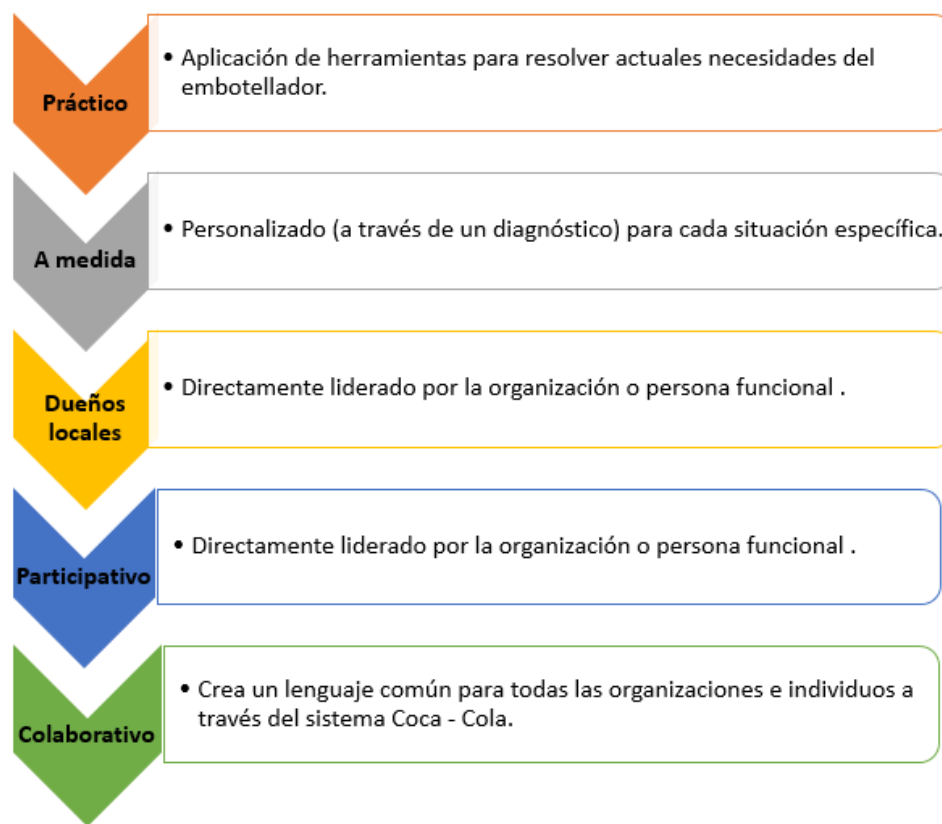 Práctico
• Aplicación de herramientas para resolver actuales necesidades del
embotellador.
A medida
• Personalizado (a través de un diagnóstico) para cada situación específica.
Dueños
locales
• Directamente liderado por la organización o persona funcional .
Participativo
• Directamente liderado por la organización o persona funcional .
Colaborativo
• Crea un lenguaje común para todas las organizaciones e individuos a
través del sistema Coca - Cola.